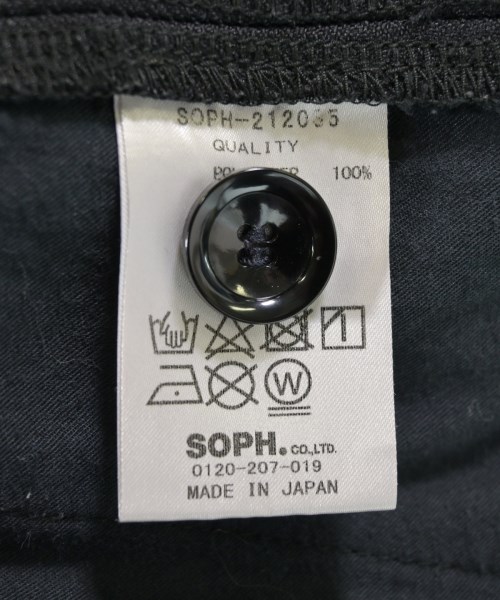 SOPH-212095
QUALITY
100%
W
SOPH. CO.,LTD.
0120-207-019
MADE IN JAPAN